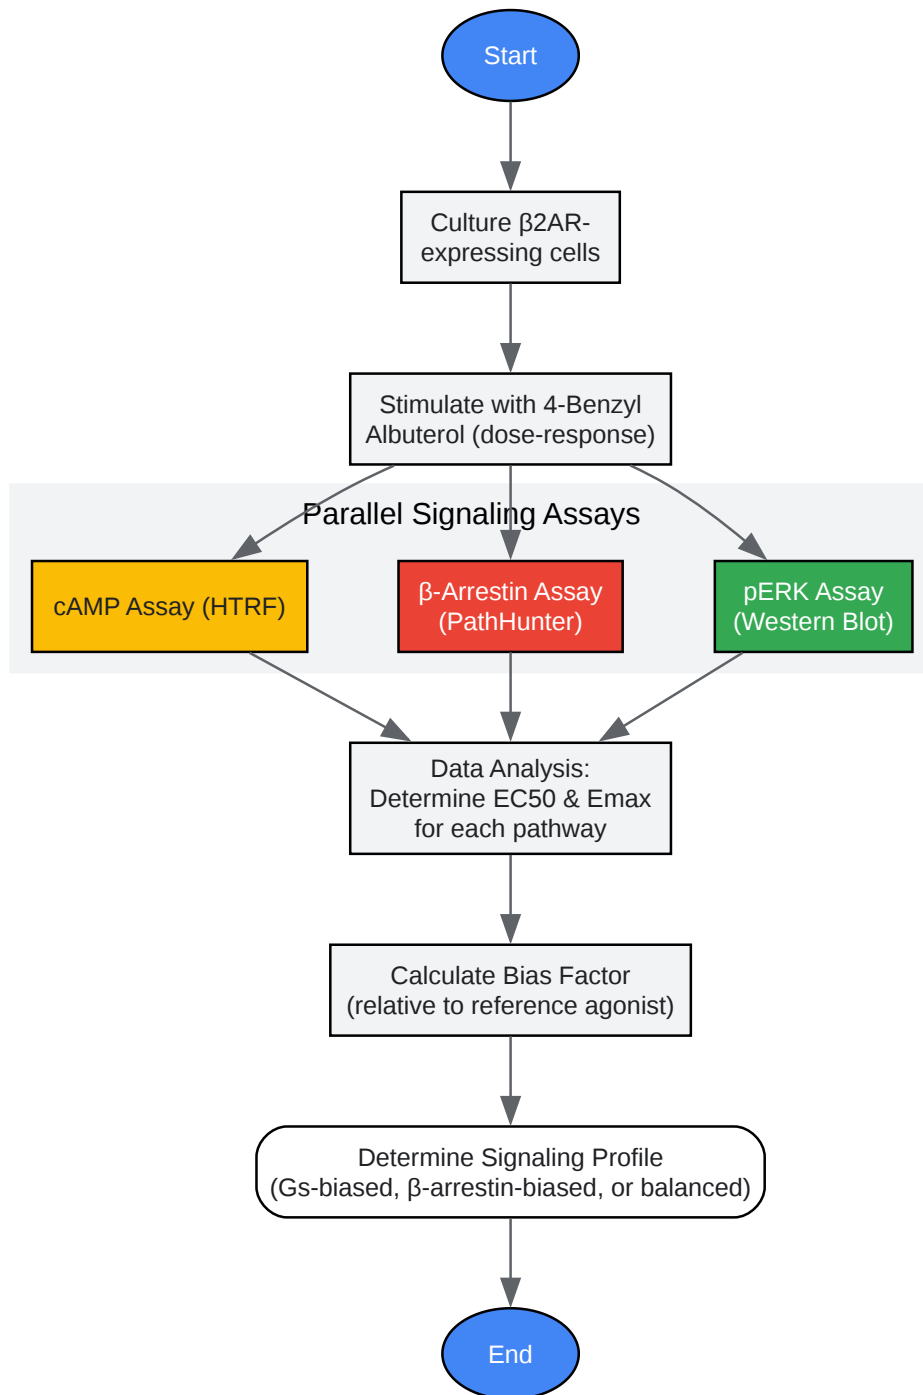 Start
Culture β2AR-
expressing cells
Stimulate with 4-Benzyl
Albuterol (dose-response)
Parallel Signaling Assays
cAMP Assay (HTRF)
β-Arrestin Assay
(PathHunter)
pERK Assay
(Western Blot)
Data Analysis:
Determine EC50 & Emax
for each pathway
Calculate Bias Factor
(relative to reference agonist)
Determine Signaling Profile
(Gs-biased, β-arrestin-biased, or balanced)
End